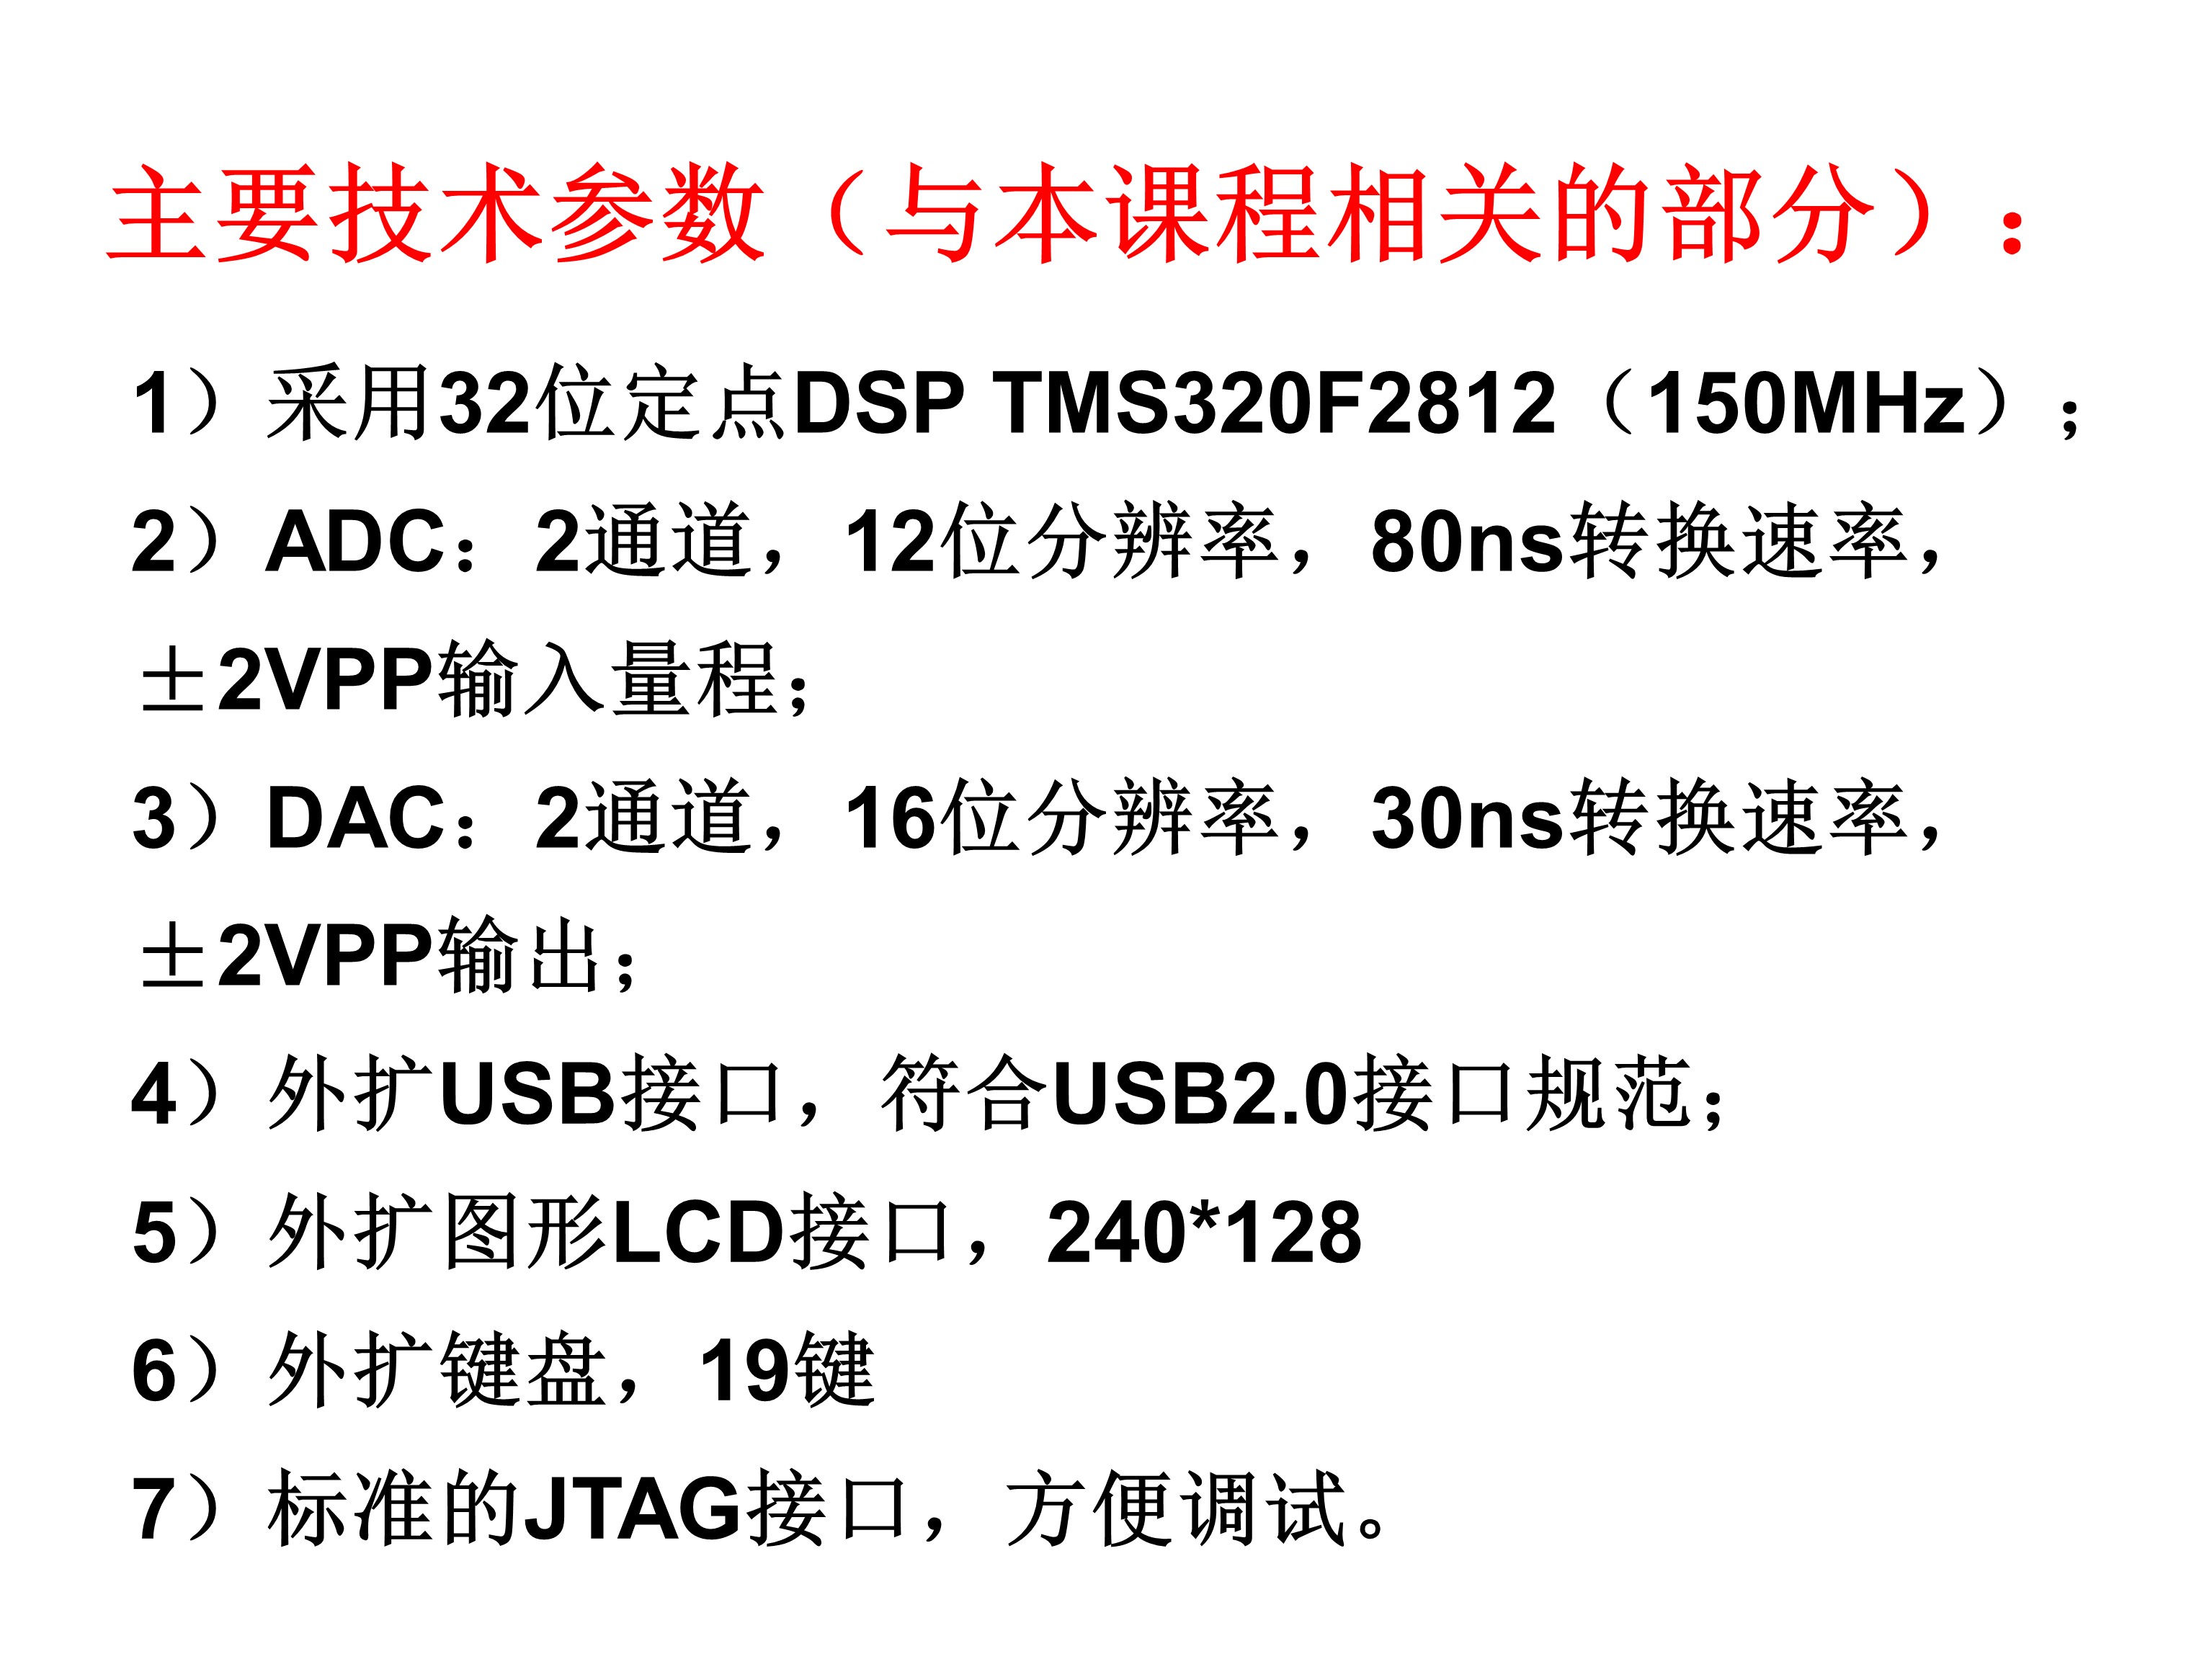 主要技术参数（与本课程相关的部分）:
1）采用32位定点DSP TMS320F2812（150MHz）;
2）ADC：2通道，12位分辨率，80ns转换速率，
±2VPP输入量程；
3）DAC：2通道，16位分辨率，30ns转换速率，
±2VPP输出；
4）外扩USB接口，符合USB2.0接口规范；
5）外扩图形LCD接口，240*128
6）外扩键盘，19键
7）标准的JTAG接口，方便调试。